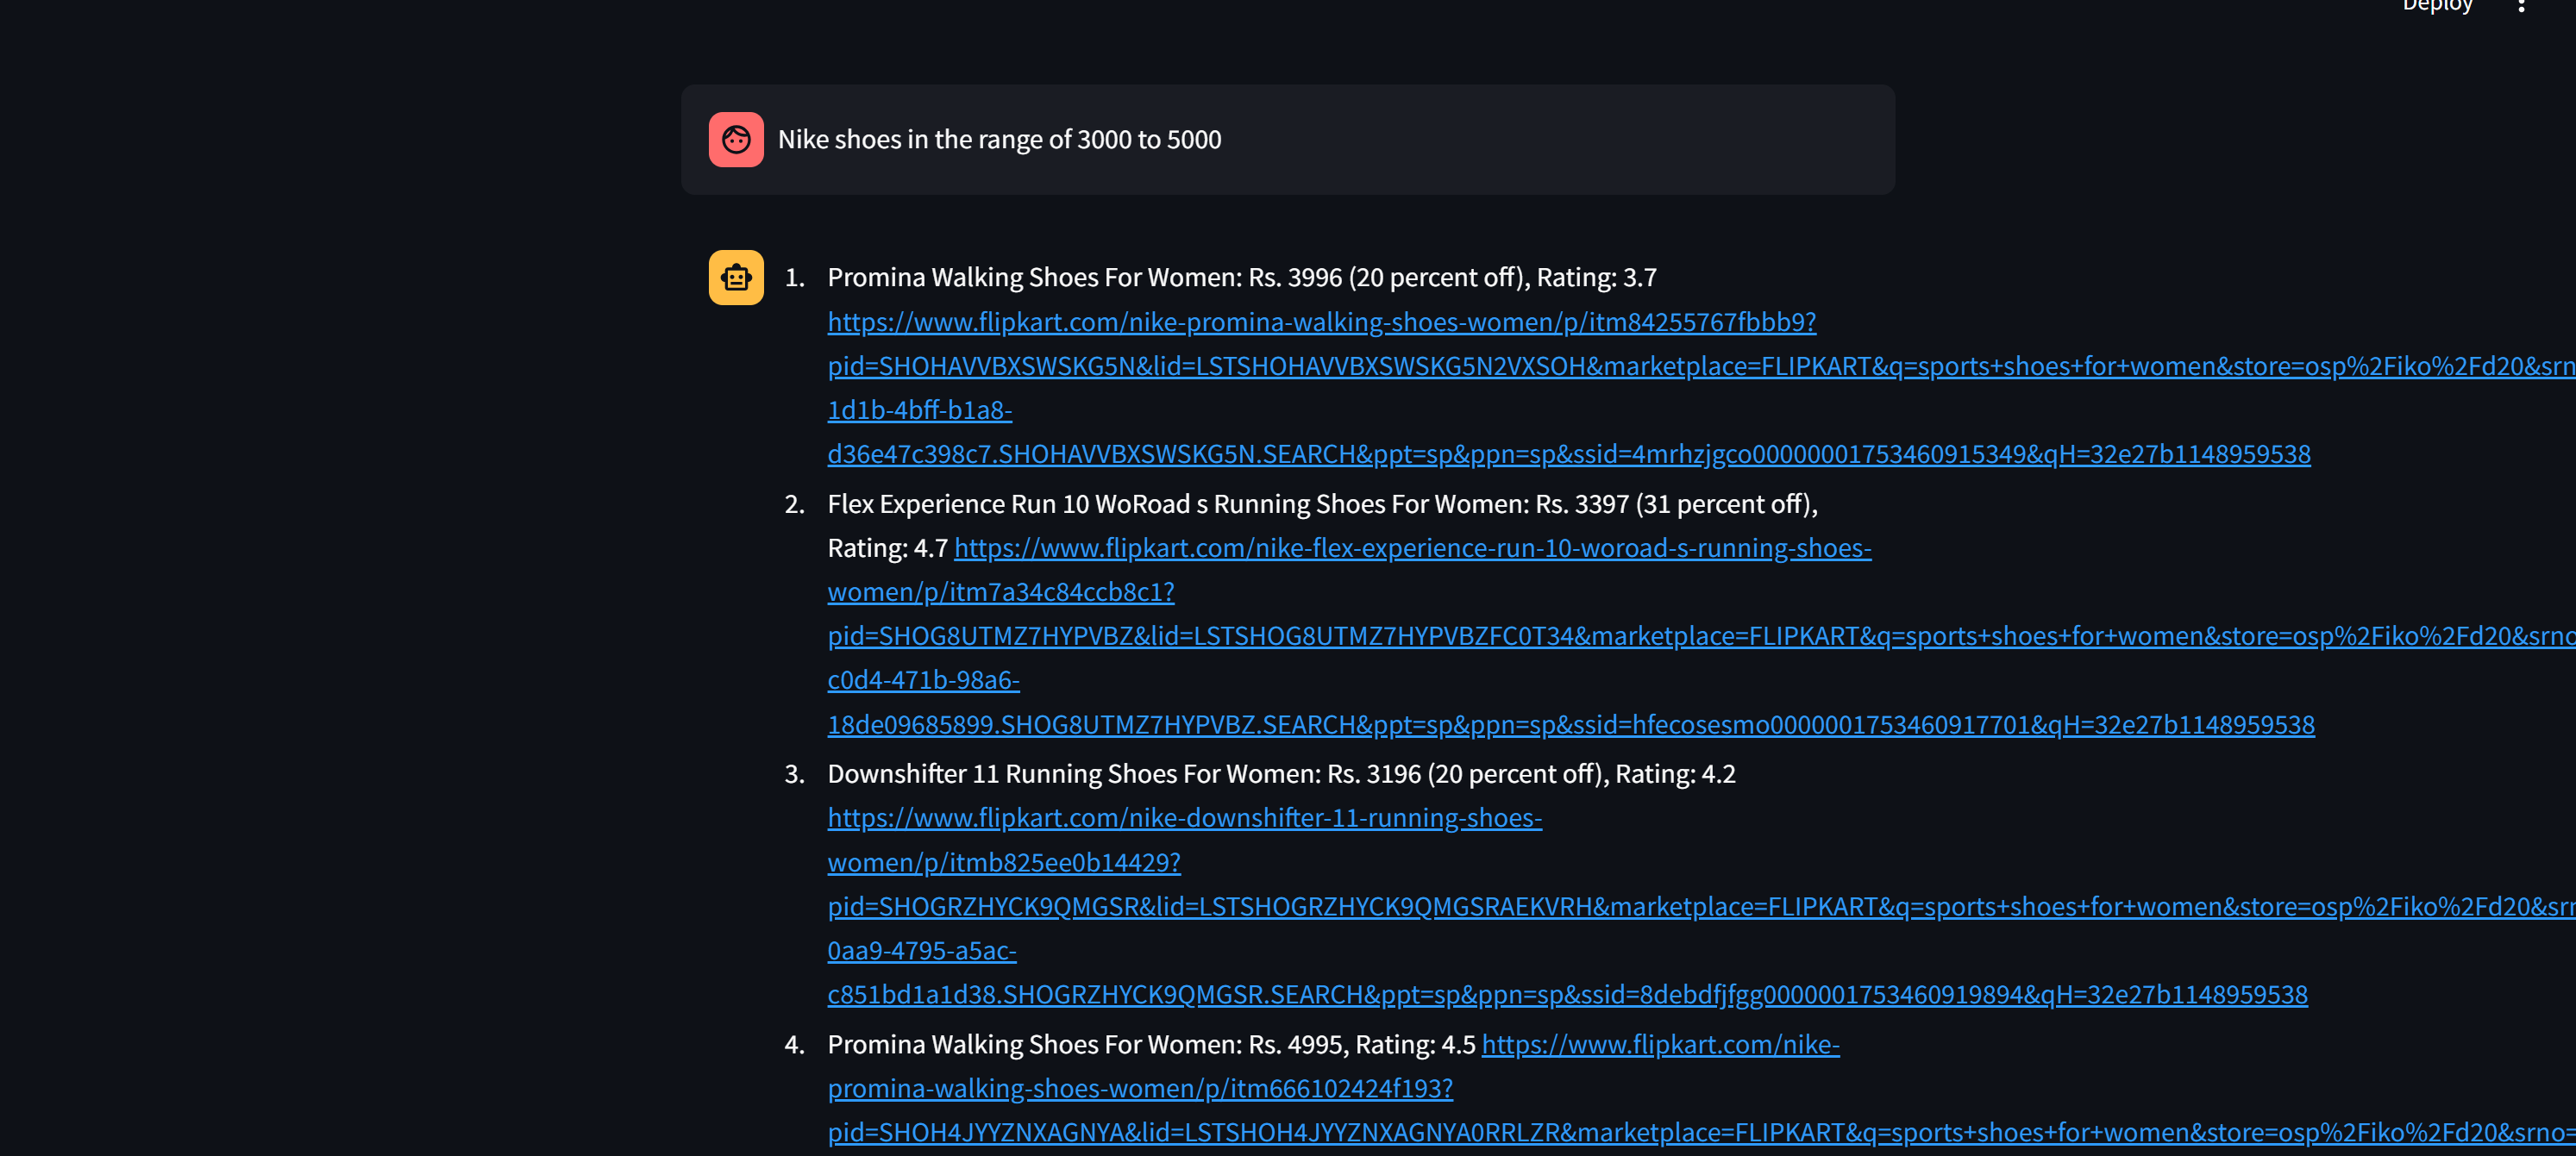 Deploy
Nike shoes in the range of 3000 to 5000
1. Promina Walking Shoes For Women: Rs. 3996 (20 percent off), Rating: 3.7
https://www.flipkart.com/nike-promina-walking-shoes-women/p/itm84255767fbbb9?
pid=SHOHAVVBXSWSKG5N&lid=LSTSHOHAVVBXSWSKG5N2VXSOH&marketplace=FLIPKART&q=sports+shoes+for+women&store=osp%2Fiko%2Fd20&srn
1d1b-4bff-b1a8-
d36e47c398c7.SHOHAVVBXSWSKG5N.SEARCH&ppt=sp&ppn=sp&ssid=4mrhzjgco00000001753460915349&qH=32e27b1148959538
2. Flex Experience Run 10 WoRoad s Running Shoes For Women: Rs. 3397 (31 percent off),
Rating: 4.7 https://www.flipkart.com/nike-flex-experience-run-10-woroad-s-running-shoes-
women/p/itm7a34c84ccb8c1?
pid=SHOG8UTMZ7HYPVBZ&lid=LSTSHOG8UTMZ7HYPVBZFC0T34&marketplace=FLIPKART&q=sports+shoes+for+women&store=osp%2Fiko%2Fd20&srno
c0d4-471b-98a6-
18de09685899.SHOG8UTMZ7HYPVBZ.SEARCH&ppt=sp&ppn=sp&ssid=hfecosesmo0000001753460917701&qH=32e27b1148959538
3. Downshifter 11 Running Shoes For Women: Rs. 3196 (20 percent off), Rating: 4.2
https://www.flipkart.com/nike-downshifter-11-running-shoes-
women/p/itmb825ee0b14429?
pid=SHOGRZHYCK9QMGSR&lid=LSTSHOGRZHYCK9QMGSRAEKVRH&marketplace=FLIPKART&q=sports+shoes+for+women&store=osp%2Fiko%2Fd20&srn
0aa9-4795-a5ac-
c851bd1a1d38.SHOGRZHYCK9QMGSR.SEARCH&ppt=sp&ppn=sp&ssid=8debdfjfgg0000001753460919894&qH=32e27b1148959538
4. Promina Walking Shoes For Women: Rs. 4995, Rating: 4.5 https://www.flipkart.com/nike-
promina-walking-shoes-women/p/itm666102424f193?
pid=SHOH4JYYZNXAGNYA&lid=LSTSHOH4JYYZNXAGNYA0RRLZR&marketplace=FLIPKART&q=sports+shoes+for+women&store=osp%2Fiko%2Fd20&srno=